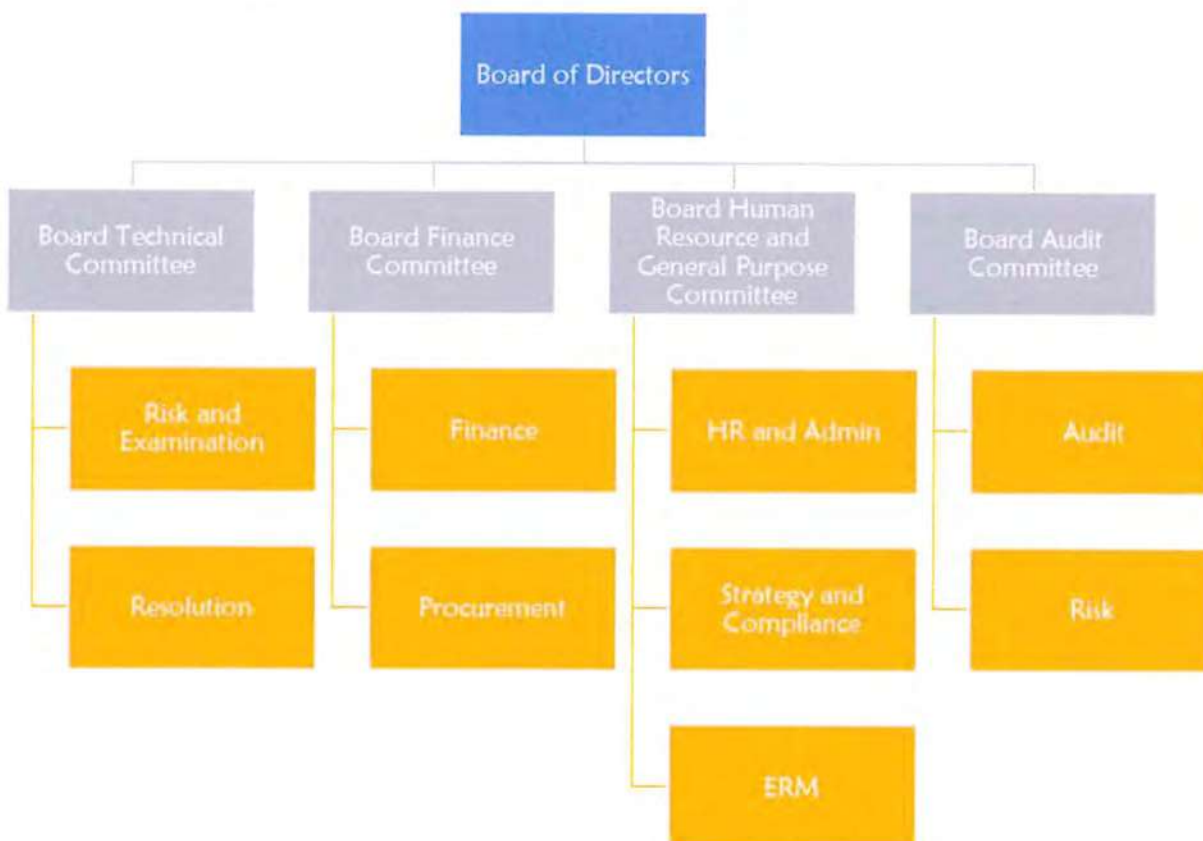 Board of Directors
Board Technical
Committee
Board Finance
Committee
Board Human
Resource and
General Purpose
Committee
Board Audit
Committee
Risk and
Examination
Finance
HR and Admin
Audit
Resolution
Procurement
Strategy and
Compliance
Risk
ERM